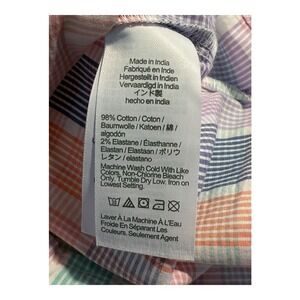 Made in India
Fabriqué en Inde
Hergestellt in Indien
Vervaardigd in India
インド製
hecho en India
98% Cotton / Coton /
Baumwolle / Katoen / 綿 /
algodón
2% Elastane / Élasthanne /
Elastan / Elastaan / ポリウ
レタン / elastano
Machine Wash Cold With Like
Colors, Non-Chlorine Bleach
Only. Tumble Dry Low. Iron on
Lowest Setting.
Laver À La Machine À L'Eau
Froide En Séparant Les
Couleurs, Seulement Agent